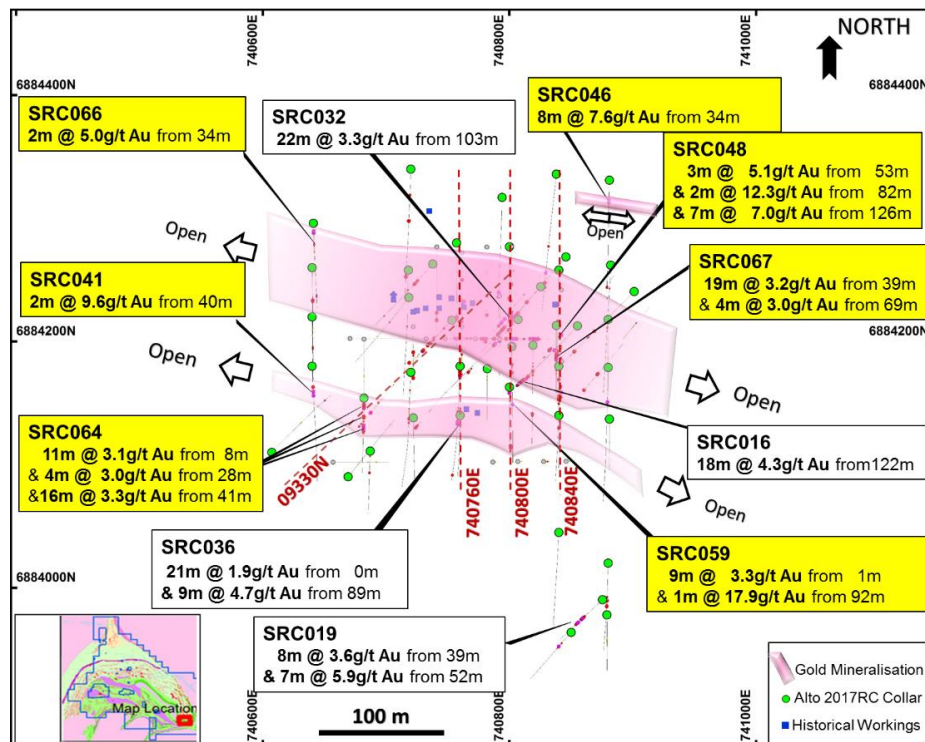 740600E
740800E
741000E
NORTH
6884400N
6884400N
SRC066
2m @ 5.0g/t Au from 34m
SRC032
22m @ 3.3g/t Au from 103m
SRC046
8m @ 7.6g/t Au from 34m
SRC048
3m @ 5.1g/t Au from 53m
& 2m @ 12.3g/t Au from 82m
& 7m @ 7.0g/t Au from 126m
Open
Open
SRC041
2m @ 9.6g/t Au from 40m
SRC067
19m @ 3.2g/t Au from 39m
& 4m @ 3.0g/t Au from 69m
6884200N
6884200N
Open
Open
SRC064
11m @ 3.1g/t Au from 8m
& 4m @ 3.0g/t Au from 28m
&16m @ 3.3g/t Au from 41m
SRC016
18m @ 4.3g/t Au from122m
09330N
740760E
740800E
740840E
Open
SRC036
21m @ 1.9g/t Au from 0m
& 9m @ 4.7g/t Au from 89m
SRC059
9m @ 3.3g/t Au from 1m
& 1m @ 17.9g/t Au from 92m
6884000N
6884000N
SRC019
8m @ 3.6g/t Au from 39m
& 7m @ 5.9g/t Au from 52m
Map Location
Gold Mineralisation
Alto 2017RC Collar
Historical Workings
740600E
740800E
741000E
100 m